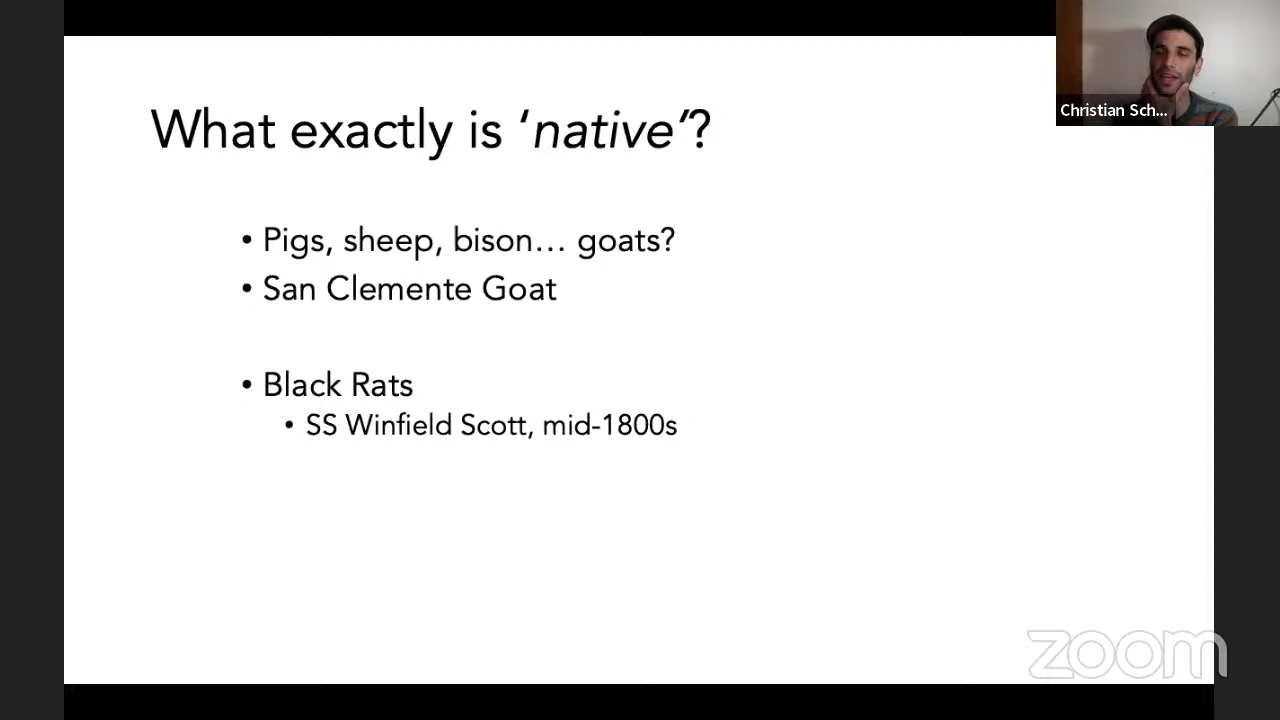 What exactly is ‘native’?
• Pigs, sheep, bison… goats?
• San Clemente Goat
• Black Rats
• SS Winfield Scott, mid-1800s
Christian Sch...
zoom